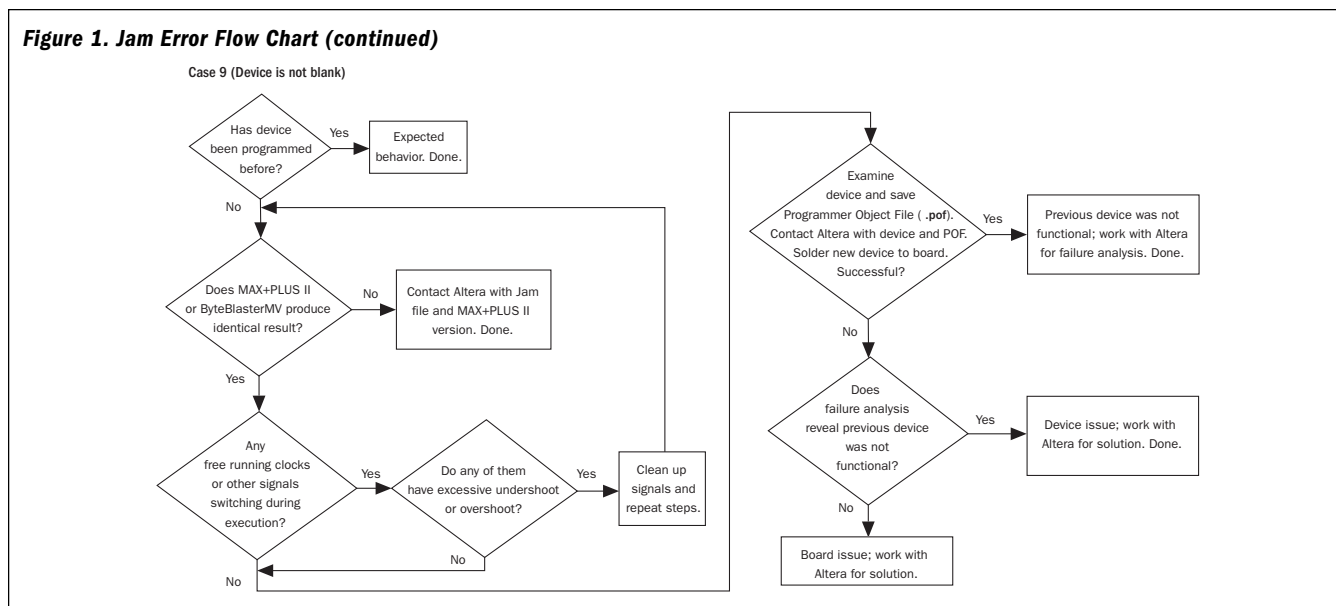 Figure 1. Jam Error Flow Chart (continued)
Case 9 (Device is not blank)
Has device
been programmed
before?
Yes
Expected
behavior. Done.
No
Does MAX+PLUS II
or ByteBlasterMV produce
identical result?
No
Contact Altera with Jam
file and MAX+PLUS II
version. Done.
Yes
Any
free running clocks
or other signals
switching during
execution?
Yes
Do any of them
have excessive undershoot
or overshoot?
Yes
Clean up
signals and
repeat steps.
No
No
Examine
device and save
Programmer Object File ( .pof).
Contact Altera with device and POF.
Solder new device to board.
Successful?
Yes
Previous device was not
functional; work with Altera
for failure analysis. Done.
No
Does
failure analysis
reveal previous device
was not
functional?
Yes
Device issue; work with
Altera for solution. Done.
No
Board issue; work with
Altera for solution.